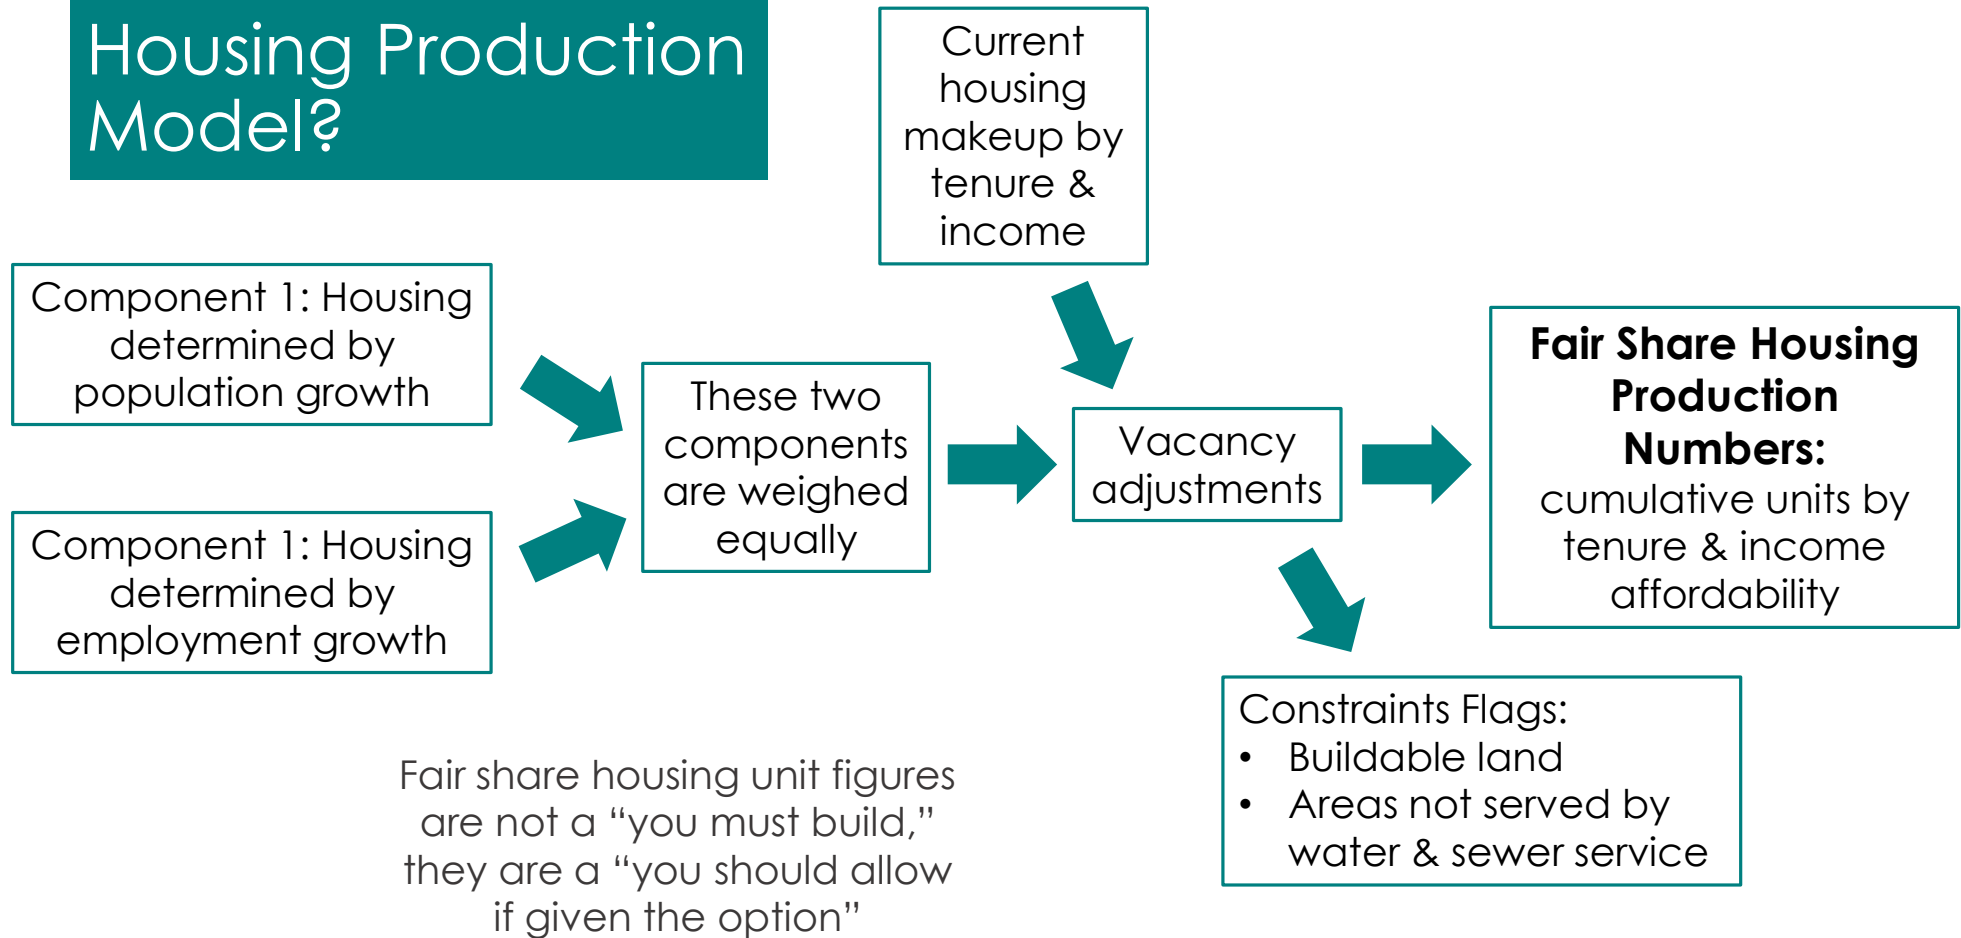 Housing Production
Model?
Current
housing
makeup by
tenure &
income
Component 1: Housing
determined by
population growth
Component 1: Housing
determined by
employment growth
These two
components
are weighed
equally
Vacancy
adjustments
Fair Share Housing
Production
Numbers:
cumulative units by
tenure & income
affordability
Constraints Flags:
• Buildable land
• Areas not served by
water & sewer service
Fair share housing unit figures
are not a “you must build,”
they are a “you should allow
if given the option”